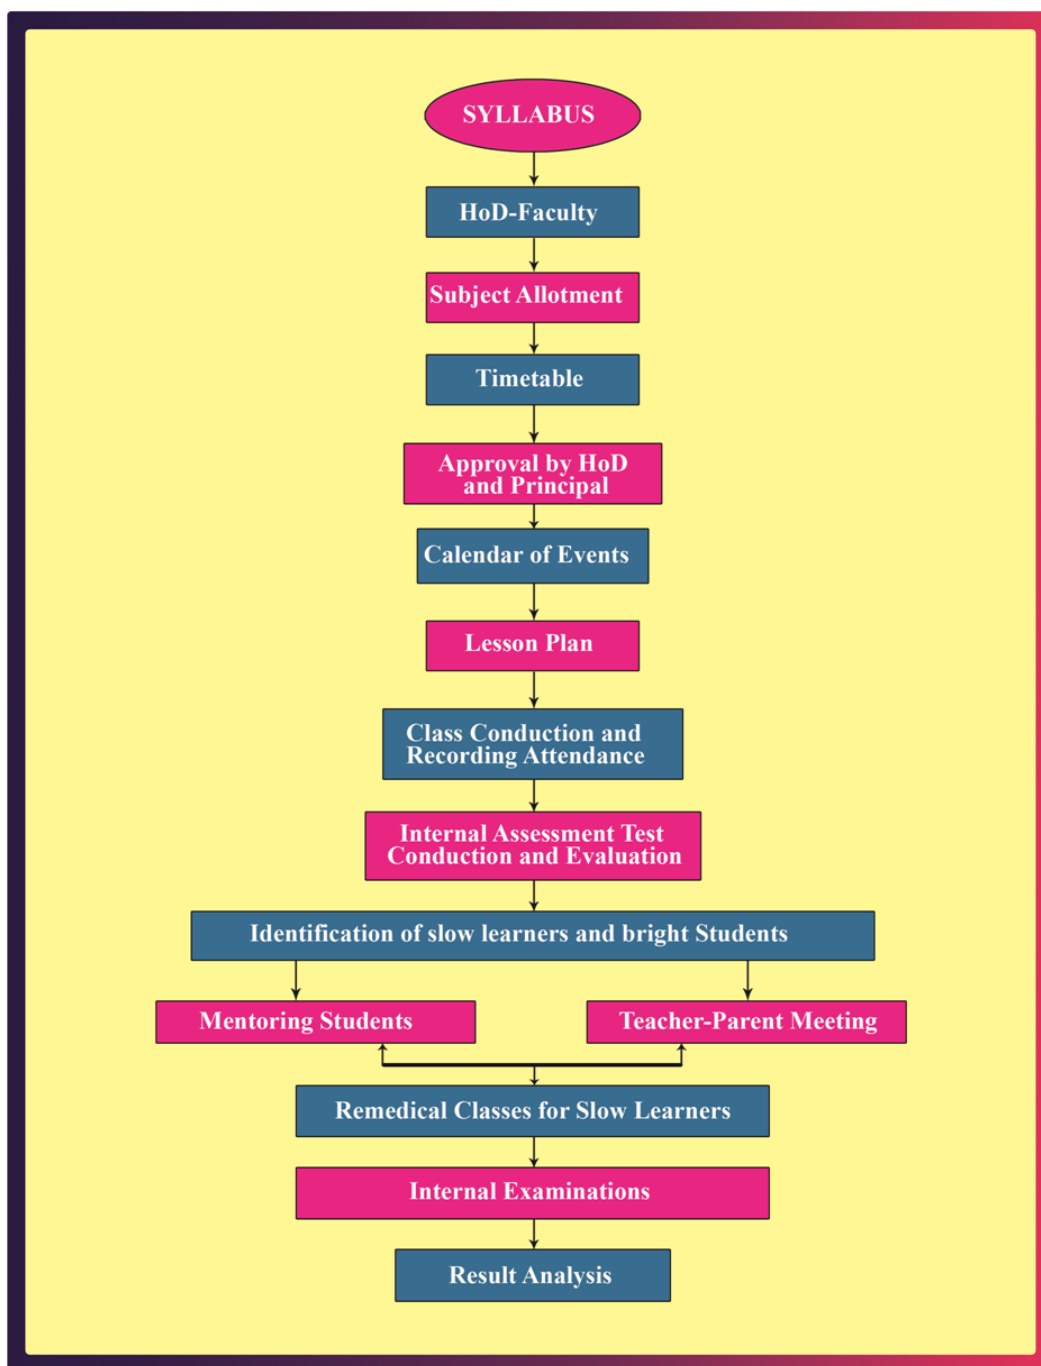 SYLLABUS
HoD-Faculty
Subject Allotment
Timetable
Approval by HoD
and Principal
Calendar of Events
Lesson Plan
Class Conduction and
Recording Attendance
Internal Assessment Test
Conduction and Evaluation
Identification of slow learners and bright Students
Mentoring Students
Teacher-Parent Meeting
Remedical Classes for Slow Learners
Internal Examinations
Result Analysis